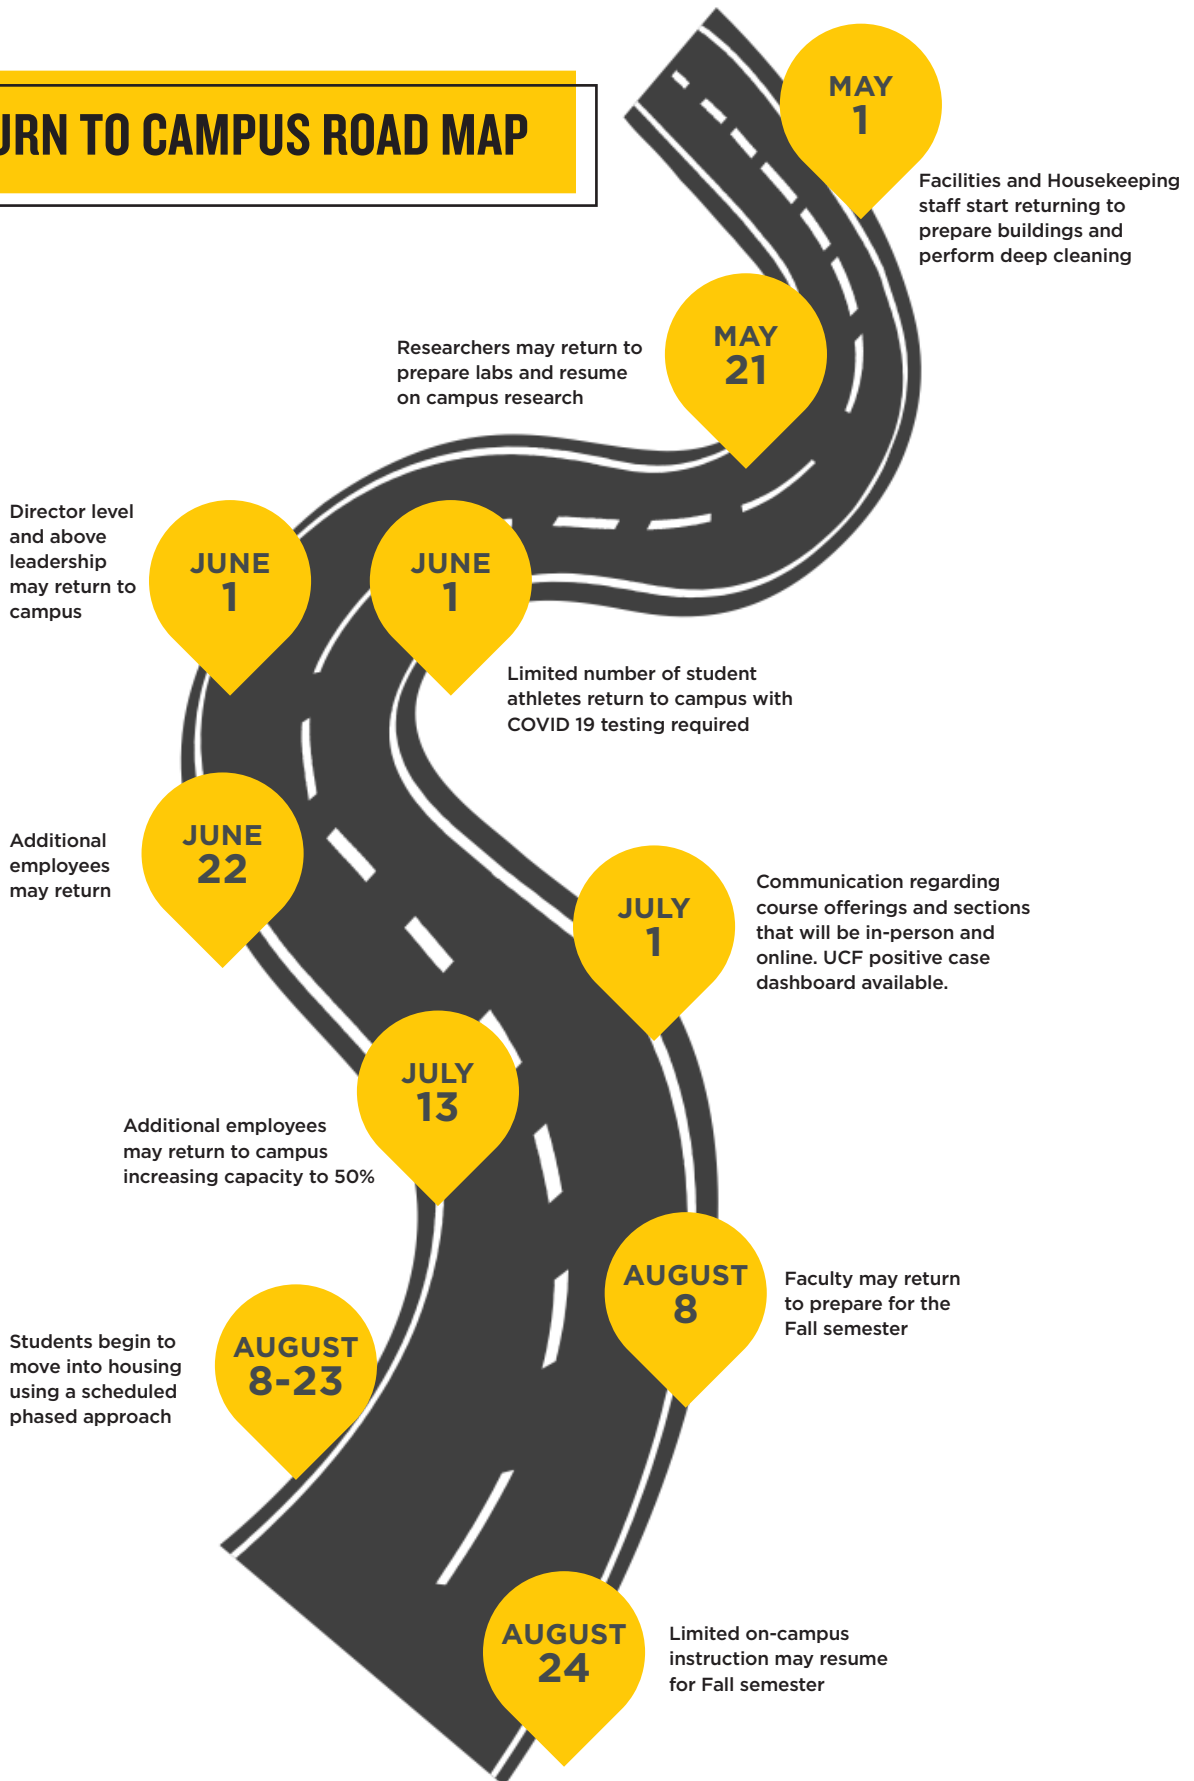 URN TO CAMPUS ROAD MAP
MAY
1
Facilities and Housekeeping
staff start returning to
prepare buildings and
perform deep cleaning
MAY
21
Researchers may return to
prepare labs and resume
on campus research
JUNE
1
Director level
and above
leadership
may return to
campus
JUNE
1
Limited number of student
athletes return to campus with
COVID 19 testing required
JUNE
22
Additional
employees
may return
JULY
1
Communication regarding
course offerings and sections
that will be in-person and
online. UCF positive case
dashboard available.
JULY
13
Additional employees
may return to campus
increasing capacity to 50%
AUGUST
8
Faculty may return
to prepare for the
Fall semester
AUGUST
8-23
Students begin to
move into housing
using a scheduled
phased approach
AUGUST
24
Limited on-campus
instruction may resume
for Fall semester